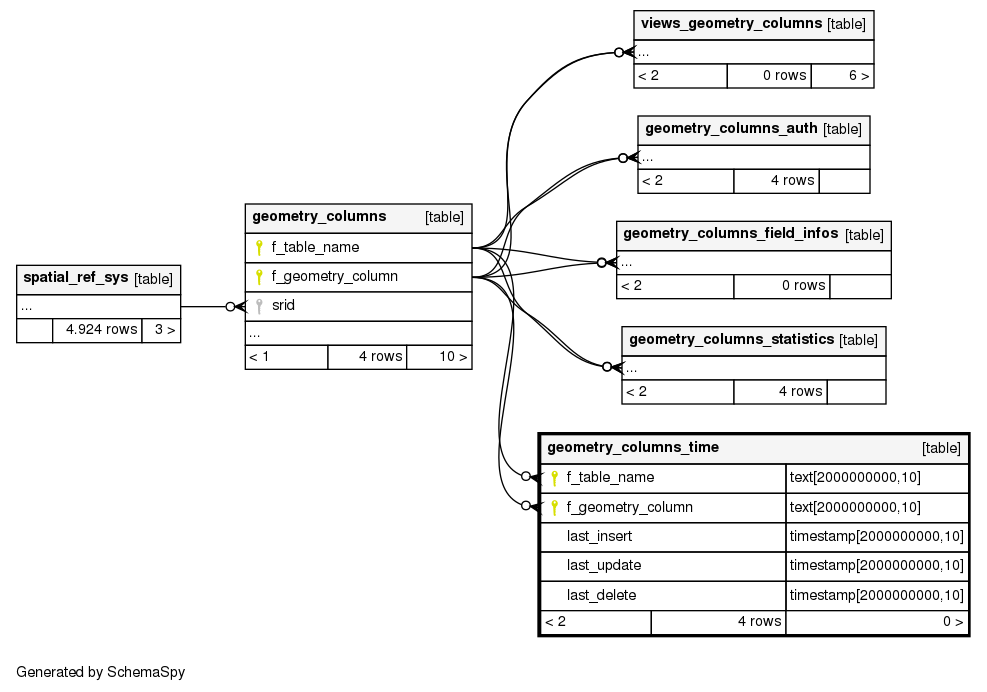 views_geometry_columns [table]
...
< 2 0 rows 6 >
geometry_columns_auth [table]
...
< 2 4 rows
geometry_columns [table]
f_table_name
f_geometry_column
srid
...
< 1 4 rows 10 >
geometry_columns_field_infos [table]
...
< 2 0 rows
spatial_ref_sys [table]
...
4.924 rows 3 >
geometry_columns_statistics [table]
...
< 2 4 rows
geometry_columns_time [table]
f_table_name text[2000000000,10]
f_geometry_column text[2000000000,10]
last_insert timestamp[2000000000,10]
last_update timestamp[2000000000,10]
last_delete timestamp[2000000000,10]
< 2 4 rows 0 >
Generated by SchemaSpy